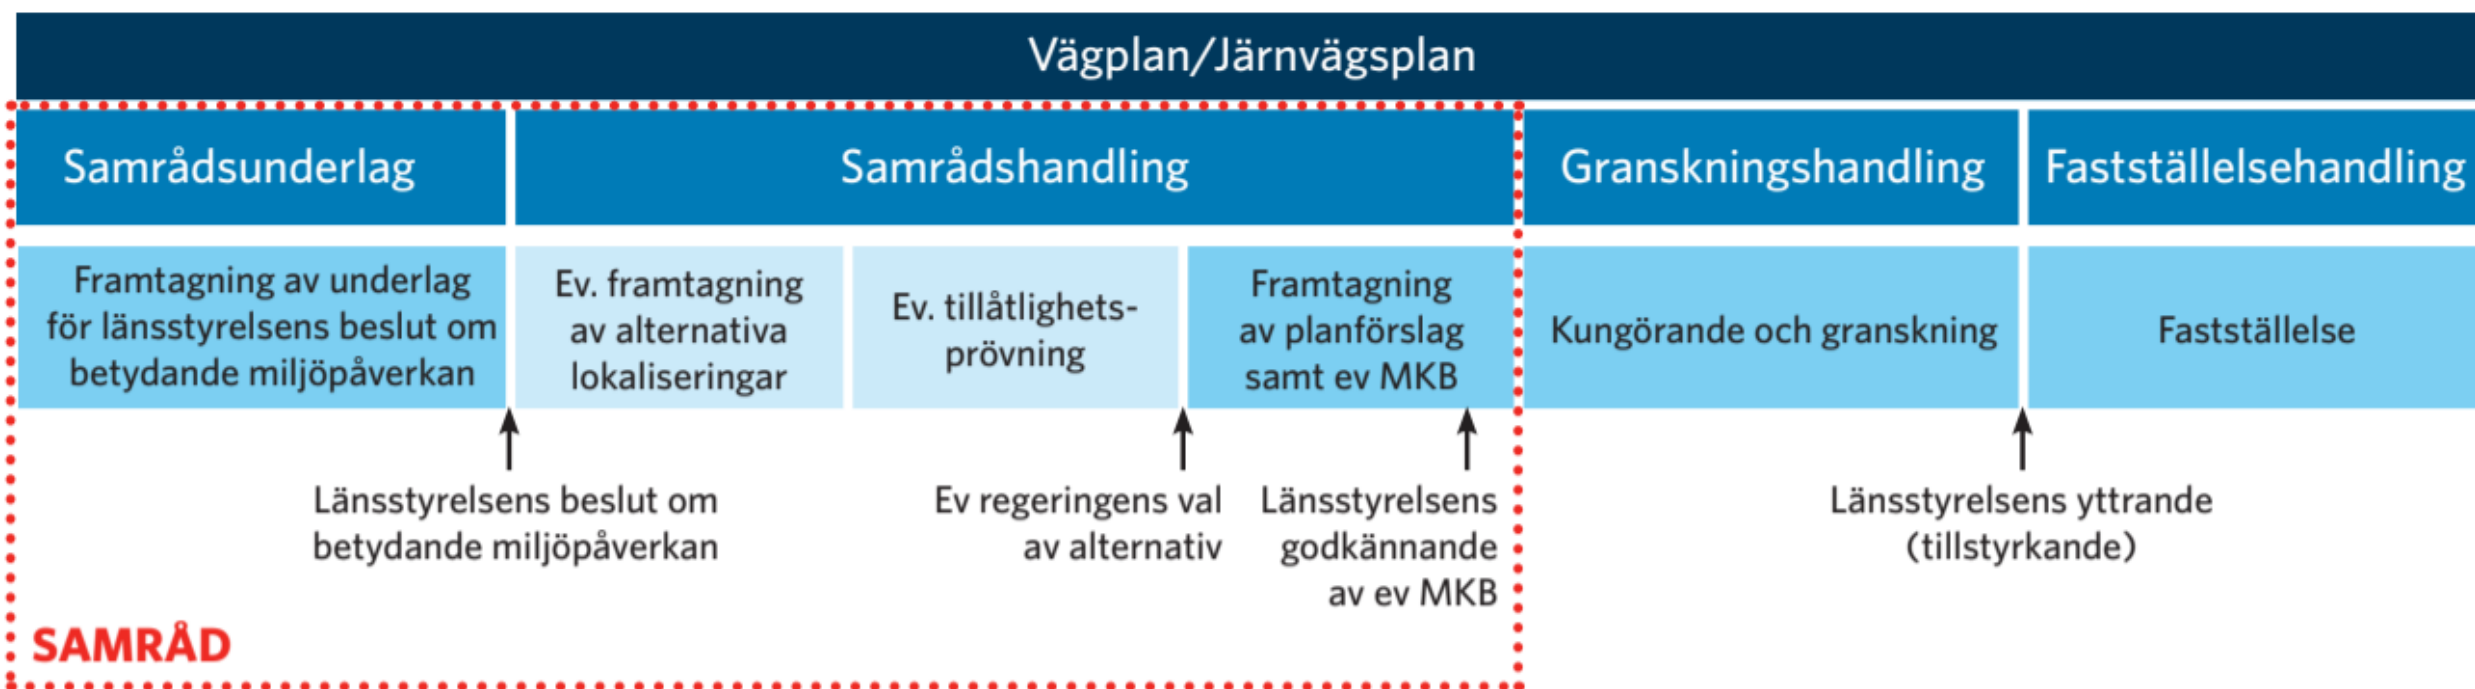 Vägplan/Järnvägsplan
Samrådsunderlag
Samrådshandling
Granskningshandling
Fastställelsehandling
Framtagning av underlag
för länsstyrelsens beslut om
betydande miljöpåverkan
Ev. framtagning
av alternativa
lokaliseringar
Ev. tillåtlighets-
prövning
Framtagning
av planförslag
samt ev MKB
Kungörande och granskning
Fastställelse
Länsstyrelsens beslut om
betydande miljöpåverkan
Ev regeringens val
av alternativ
Länsstyrelsens
godkännande
av ev MKB
Länsstyrelsens yttrande
(tillstyrkande)
SAMRÅD